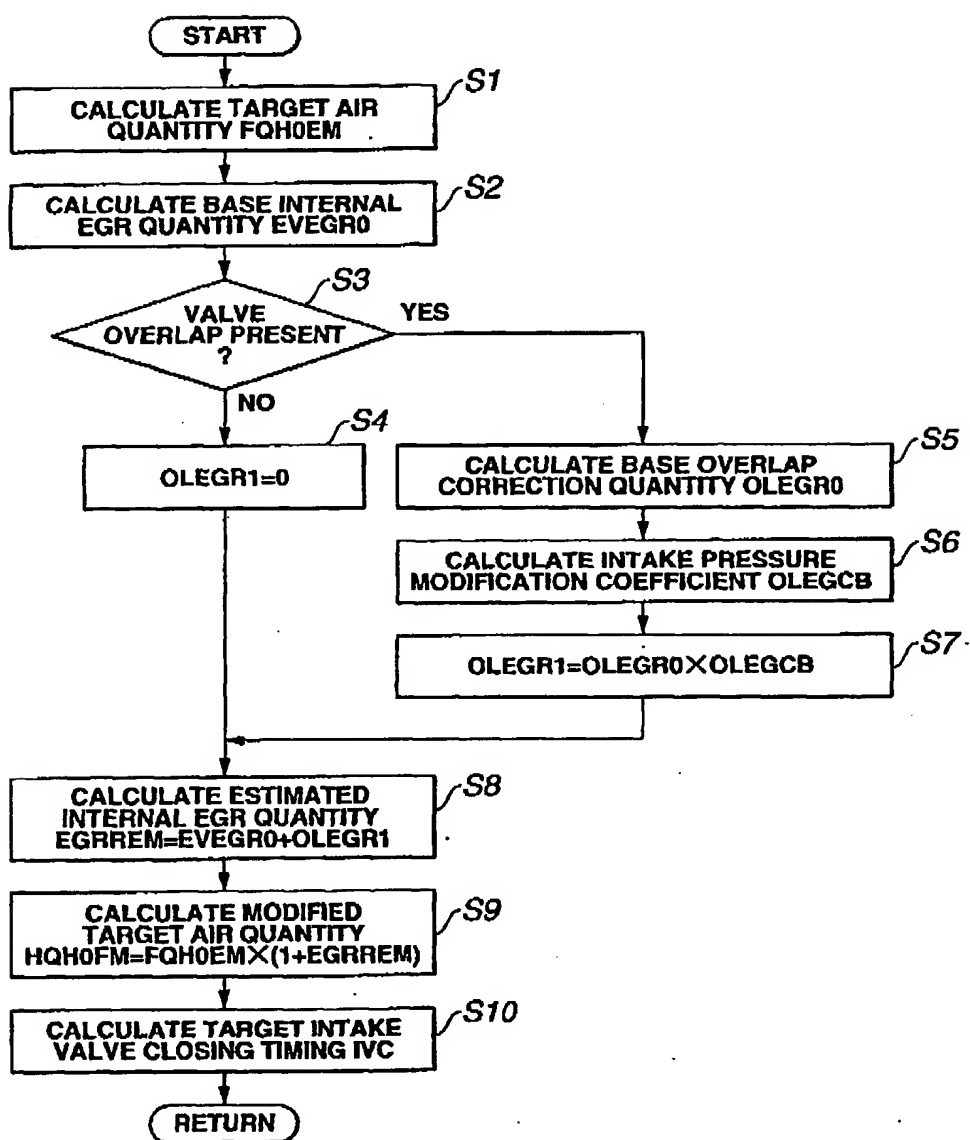 START
S1
CALCULATE TARGET AIR
QUANTITY FQH0EM
S2
CALCULATE BASE INTERNAL
EGR QUANTITY EVEGR0
S3
VALVE
OVERLAP PRESENT
?
YES
NO
S4
OLEGR1=0
S5
CALCULATE BASE OVERLAP
CORRECTION QUANTITY OLEGR0
S6
CALCULATE INTAKE PRESSURE
MODIFICATION COEFFICIENT OLEGCB
S7
OLEGR1=OLEGR0×OLEGCB
S8
CALCULATE ESTIMATED
INTERNAL EGR QUANTITY
EGRREM=EVEGR0+OLEGR1
S9
CALCULATE MODIFIED
TARGET AIR QUANTITY
HQH0FM=FQH0EM×(1+EGRREM)
S10
CALCULATE TARGET INTAKE
VALVE CLOSING TIMING IVC
RETURN